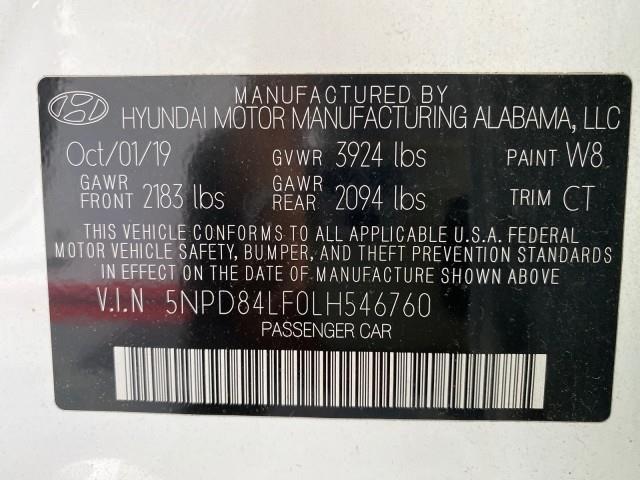 MANUFACTURED BY
HYUNDAI MOTOR MANUFACTURING ALABAMA, LLC
Oct/01/19 GVWR 3924 lbs PAINT W8
GAWR FRONT 2183 lbs GAWR REAR 2094 lbs TRIM CT
THIS VEHICLE CONFORMS TO ALL APPLICABLE U.S.A. FEDERAL
MOTOR VEHICLE SAFETY, BUMPER, AND THEFT PREVENTION STANDARDS
IN EFFECT ON THE DATE OF MANUFACTURE SHOWN ABOVE
V.I.N 5NPD84LF0LH546760
PASSENGER CAR